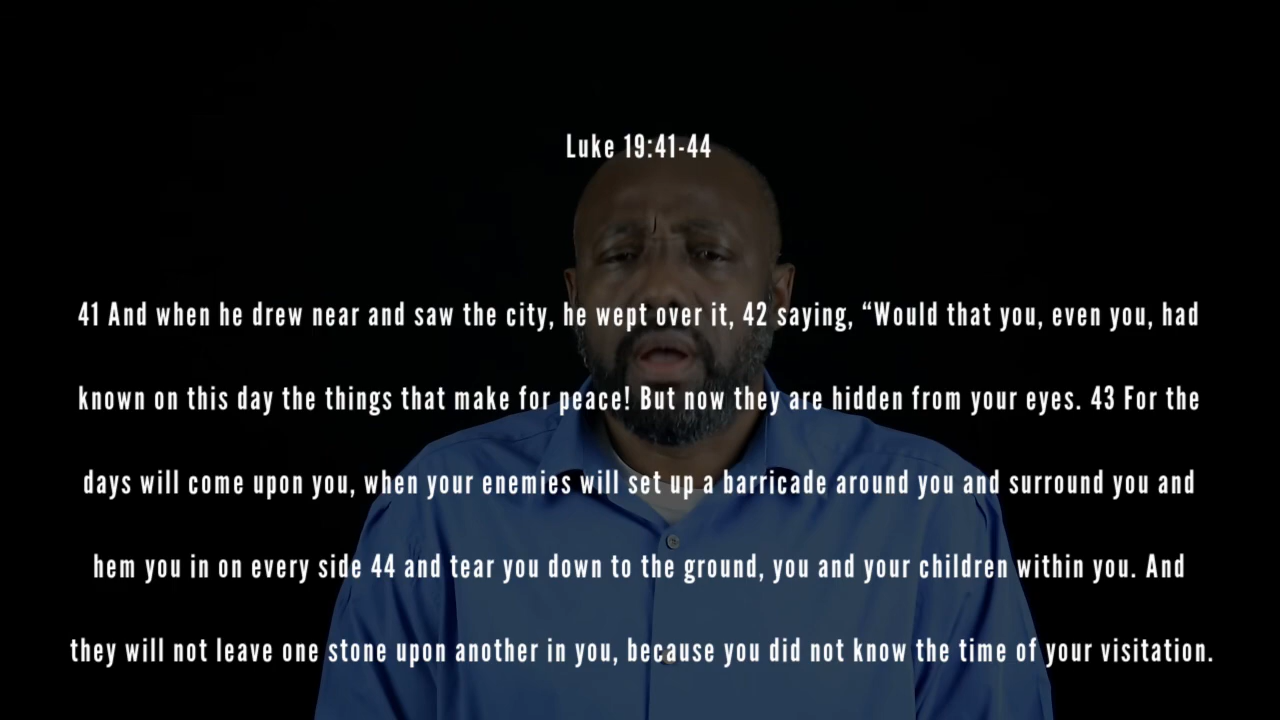 Luke 19:41-44
41 And when he drew near and saw the city, he wept over it, 42 saying, “Would that you, even you, had
known on this day the things that make for peace! But now they are hidden from your eyes. 43 For the
days will come upon you, when your enemies will set up a barricade around you and surround you and
hem you in on every side 44 and tear you down to the ground, you and your children within you. And
they will not leave one stone upon another in you, because you did not know the time of your visitation.